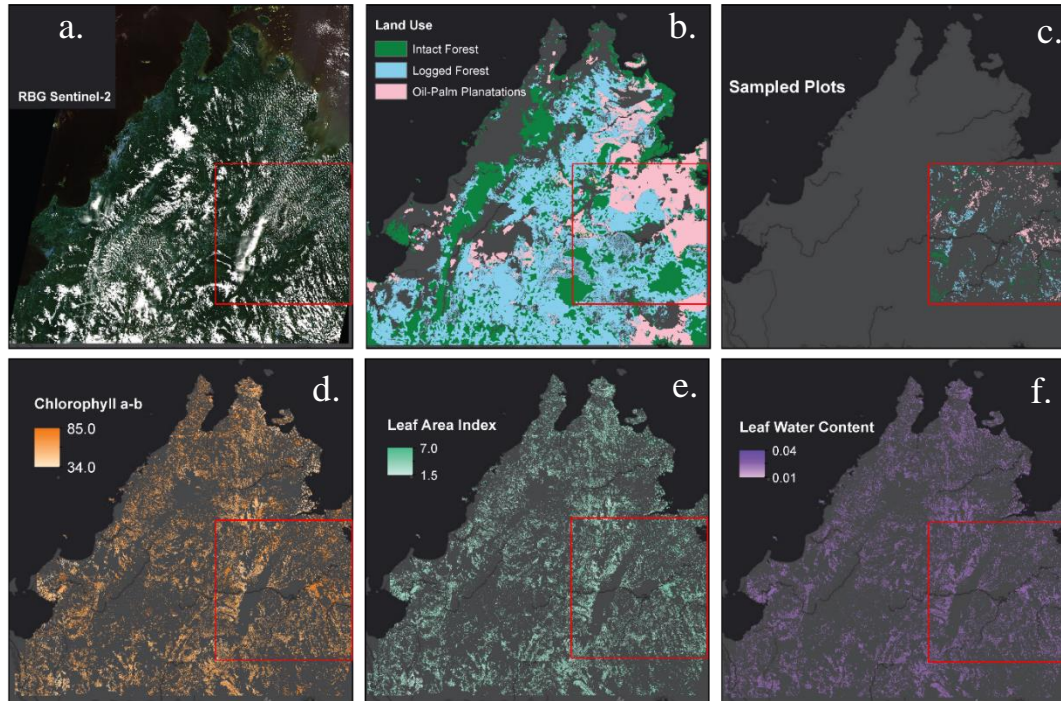 a.
RBG Sentinel-2
b.
Land Use
Intact Forest
Logged Forest
Oil-Palm Planatations
c.
Sampled Plots
d.
Chlorophyll a-b
85.0
34.0
e.
Leaf Area Index
7.0
1.5
f.
Leaf Water Content
0.04
0.01